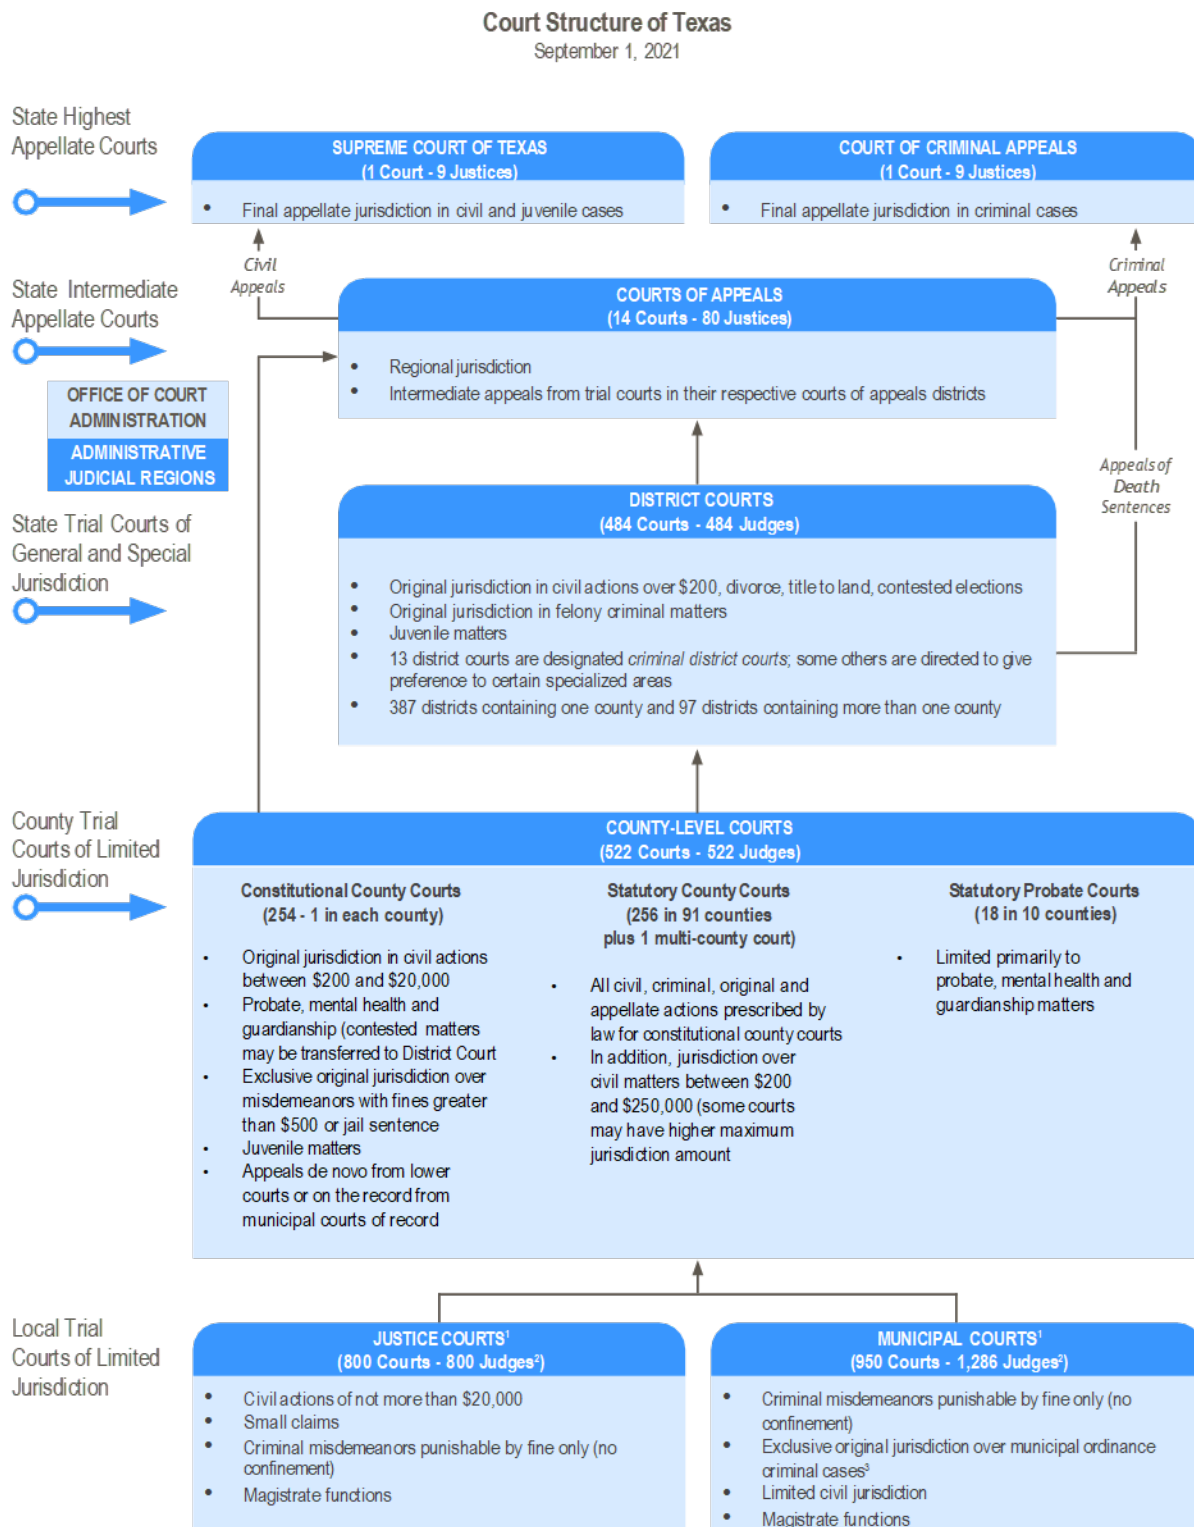 Court Structure of Texas
September 1, 2021
State Highest
Appellate Courts
SUPREME COURT OF TEXAS
(1 Court - 9 Justices)
• Final appellate jurisdiction in civil and juvenile cases
COURT OF CRIMINAL APPEALS
(1 Court - 9 Justices)
• Final appellate jurisdiction in criminal cases
Civil
Appeals
Criminal
Appeals
State Intermediate
Appellate Courts
COURTS OF APPEALS
(14 Courts - 80 Justices)
• Regional jurisdiction
• Intermediate appeals from trial courts in their respective courts of appeals districts
OFFICE OF COURT
ADMINISTRATION
ADMINISTRATIVE
JUDICIAL REGIONS
Appeals of
Death
Sentences
State Trial Courts of
General and Special
Jurisdiction
DISTRICT COURTS
(484 Courts - 484 Judges)
• Original jurisdiction in civil actions over $200, divorce, title to land, contested elections
• Original jurisdiction in felony criminal matters
• Juvenile matters
• 13 district courts are designated criminal district courts; some others are directed to give
preference to certain specialized areas
• 387 districts containing one county and 97 districts containing more than one county
County Trial
Courts of Limited
Jurisdiction
COUNTY-LEVEL COURTS
(522 Courts - 522 Judges)
Constitutional County Courts
(254 - 1 in each county)
• Original jurisdiction in civil actions
between $200 and $20,000
• Probate, mental health and
guardianship (contested matters
may be transferred to District Court
• Exclusive original jurisdiction over
misdemeanors with fines greater
than $500 or jail sentence
• Juvenile matters
• Appeals de novo from lower
courts or on the record from
municipal courts of record
Statutory County Courts
(256 in 91 counties
plus 1 multi-county court)
• All civil, criminal, original and
appellate actions prescribed by
law for constitutional county courts
• In addition, jurisdiction over
civil matters between $200
and $250,000 (some courts
may have higher maximum
jurisdiction amount
Statutory Probate Courts
(18 in 10 counties)
• Limited primarily to
probate, mental health and
guardianship matters
Local Trial
Courts of Limited
Jurisdiction
JUSTICE COURTS¹
(800 Courts - 800 Judges²)
• Civil actions of not more than $20,000
• Small claims
• Criminal misdemeanors punishable by fine only (no
confinement)
• Magistrate functions
MUNICIPAL COURTS¹
(950 Courts - 1,286 Judges²)
• Criminal misdemeanors punishable by fine only (no
confinement)
• Exclusive original jurisdiction over municipal ordinance
criminal cases³
• Limited civil jurisdiction
• Magistrate functions